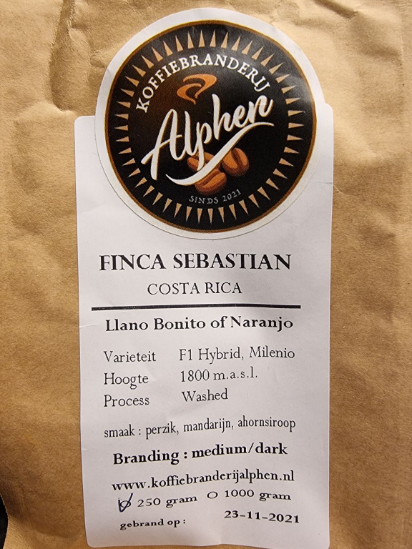 KOFFIEBRANDERIJ
Alphen
SINDS 2021
FINCA SEBASTIAN
COSTA RICA
Llano Bonito of Naranjo
Varieteit F1 Hybrid, Milenio
Hoogte 1800 m.a.s.l.
Process Washed
smaak : perzik, mandarijn, ahornsiroop
Branding : medium/dark
www.koffiebranderijalphen.nl
250 gram 1000 gram
gebrand op : 23-11-2021